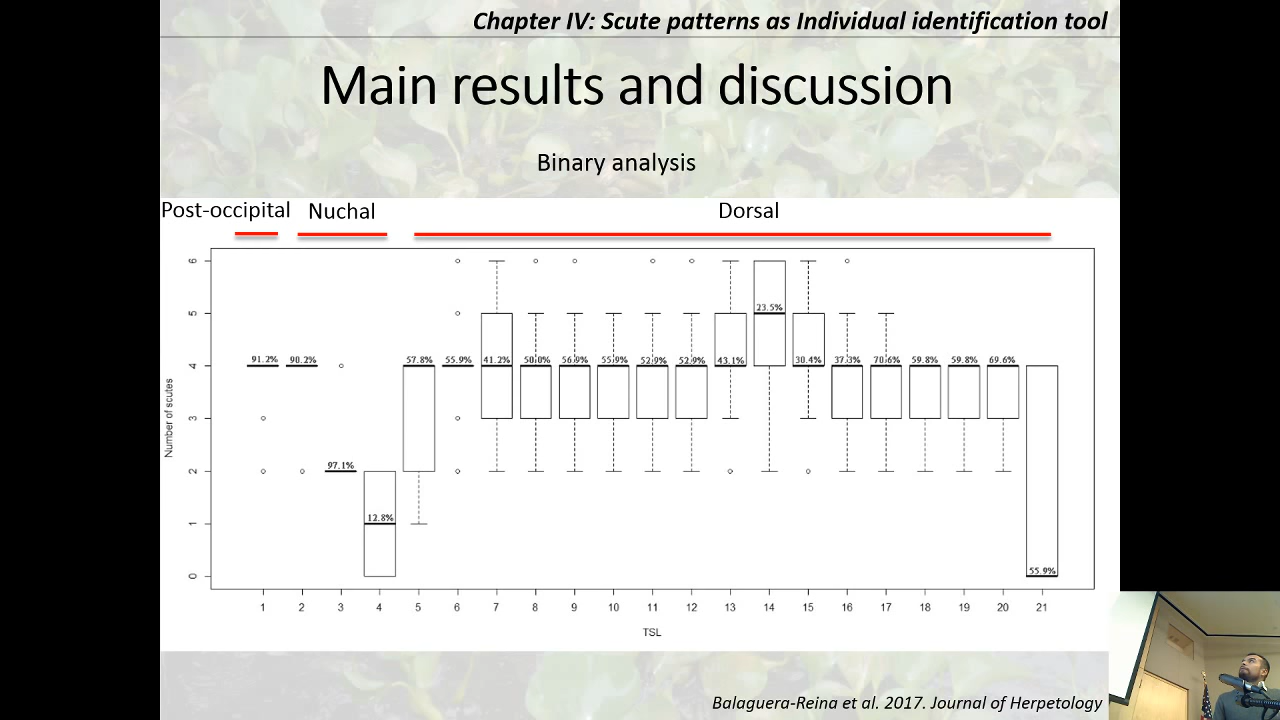 Chapter IV: Scute patterns as Individual identification tool
Main results and discussion
Binary analysis
Post-occipital Nuchal Dorsal
6
5
4
3
2
1
0
Number of scutes
91.2% 90.2% 97.1% 12.8% 57.8% 55.9% 41.2% 50.0% 56.9% 55.9% 52.9% 52.9% 43.1% 23.5% 30.4% 37.3% 70.6% 59.8% 59.8% 69.6% 55.9%
1 2 3 4 5 6 7 8 9 10 11 12 13 14 15 16 17 18 19 20 21
TSL
Balaguera-Reina et al. 2017. Journal of Herpetology